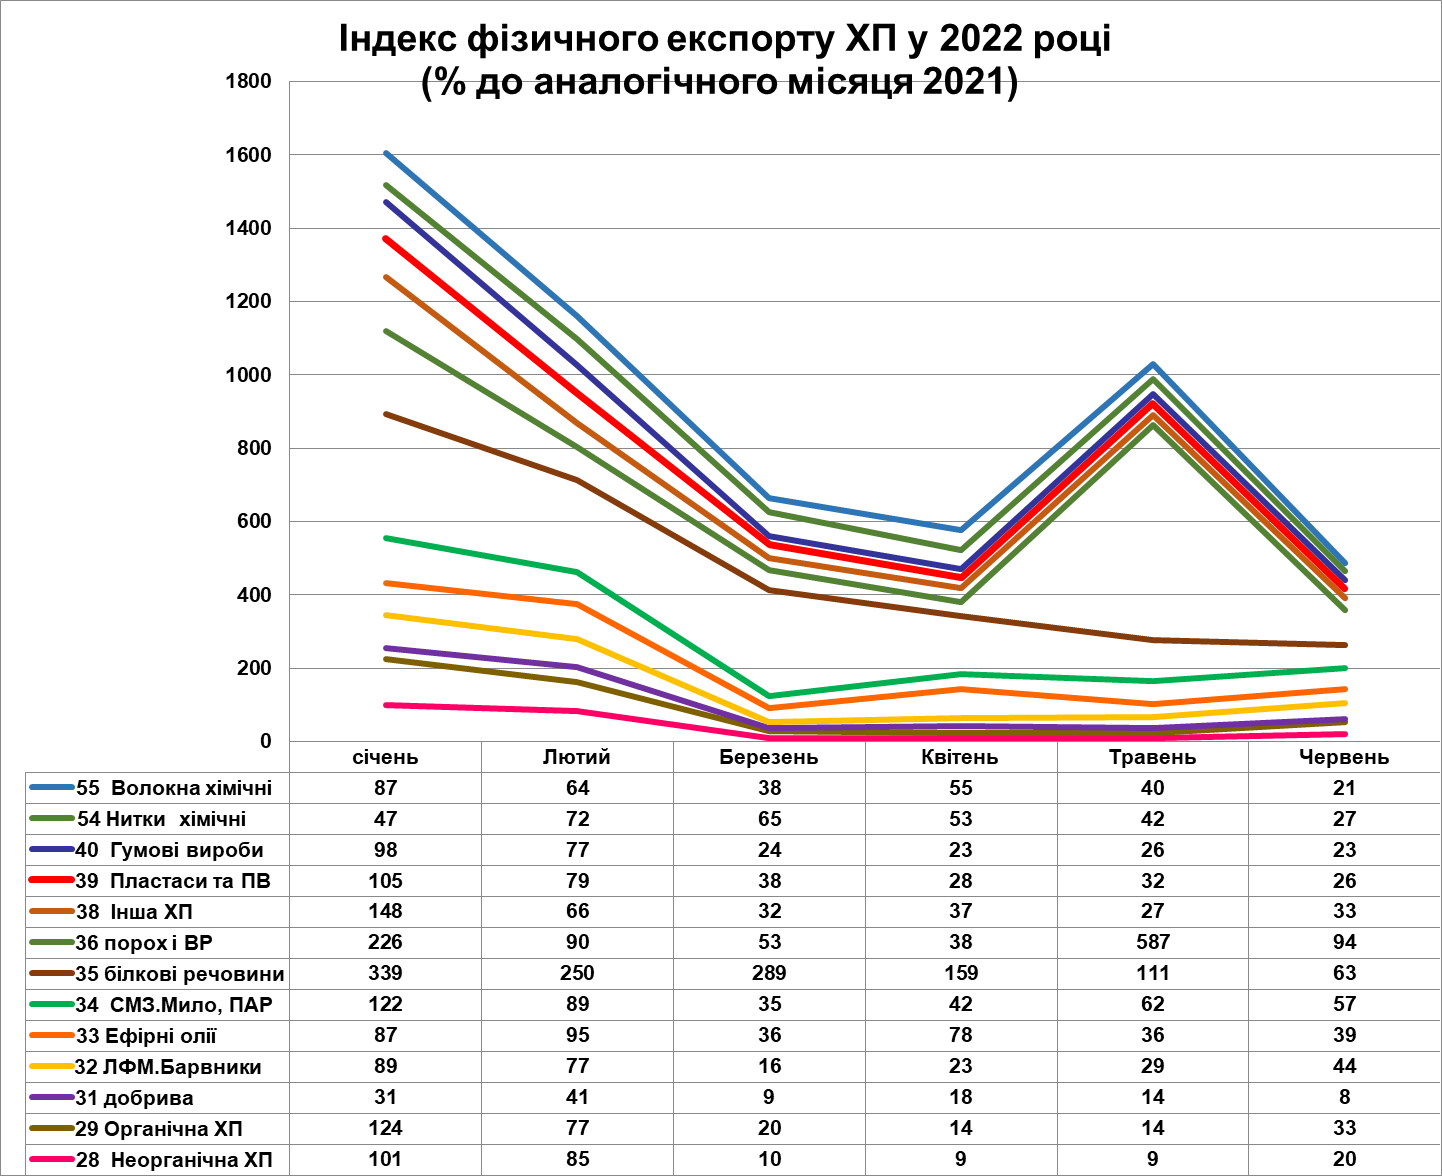 Індекс фізичного експорту ХП у 2022 році
(% до аналогічного місяця 2021)
1800
1600
1400
1200
1000
800
600
400
200
0
січень Лютий Березень Квітень Травень Червень
55 Волокна хімічні 87 64 38 55 40 21
54 Нитки хімічні 47 72 65 53 42 27
40 Гумові вироби 98 77 24 23 26 23
39 Пластаси та ПВ 105 79 38 28 32 26
38 Інша ХП 148 66 32 37 27 33
36 порох і ВР 226 90 53 38 587 94
35 білкові речовини 339 250 289 159 111 63
34 СМЗ.Мило, ПАР 122 89 35 42 62 57
33 Ефірні олії 87 95 36 78 36 39
32 ЛФМ.Барвники 89 77 16 23 29 44
31 добрива 31 41 9 18 14 8
29 Органічна ХП 124 77 20 14 14 33
28 Неорганічна ХП 101 85 10 9 9 20